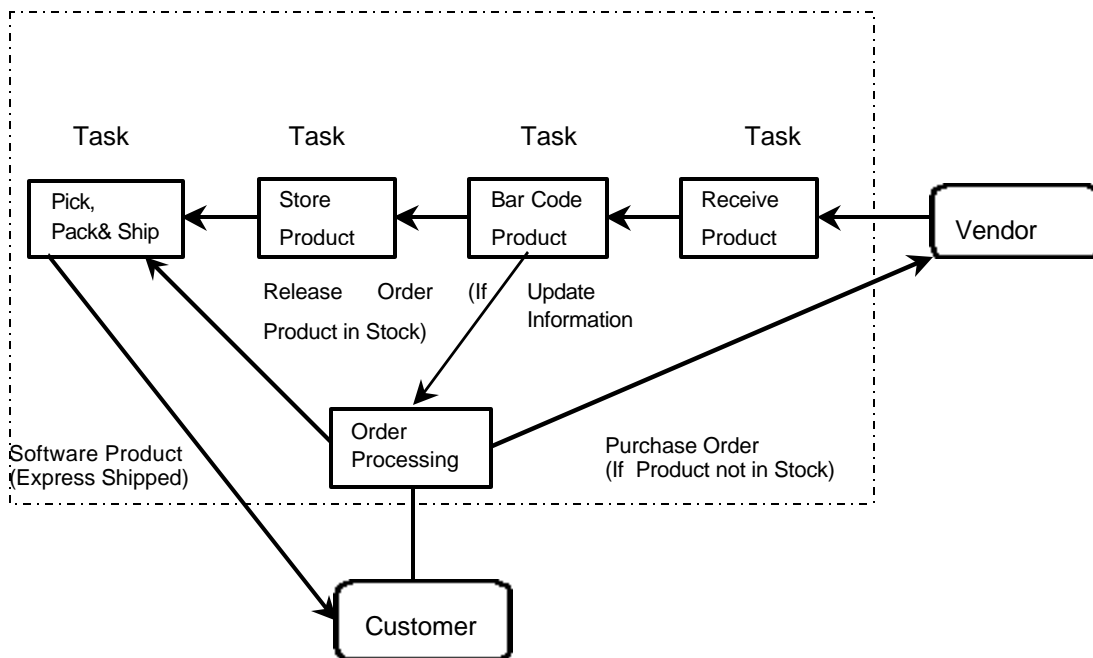 Task
Task
Task
Task
Pick,
Pack& Ship
Store
Product
Bar Code
Product
Receive
Product
Vendor
Release Order (If
Product in Stock)
Update
Information
Order
Processing
Software Product
(Express Shipped)
Purchase Order
(If Product not in Stock)
Customer